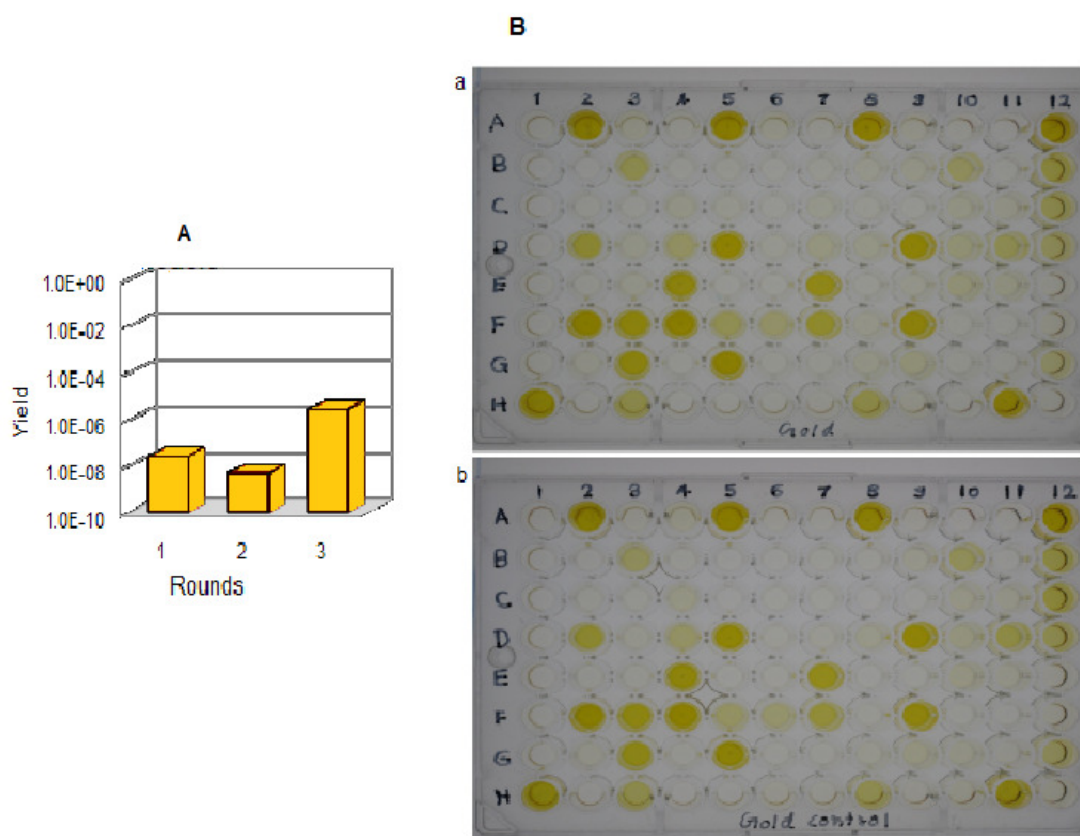 B
a
1 2 3 4 5 6 7 8 9 10 11 12
A
B
C
D
E
F
G
H
Gold
A
1.0E+00
1.0E-02
1.0E-04
1.0E-06
1.0E-08
1.0E-10
Yield
1 2 3
Rounds
b
1 2 3 4 5 6 7 8 9 10 11 12
A
B
C
D
E
F
G
H
Gold control